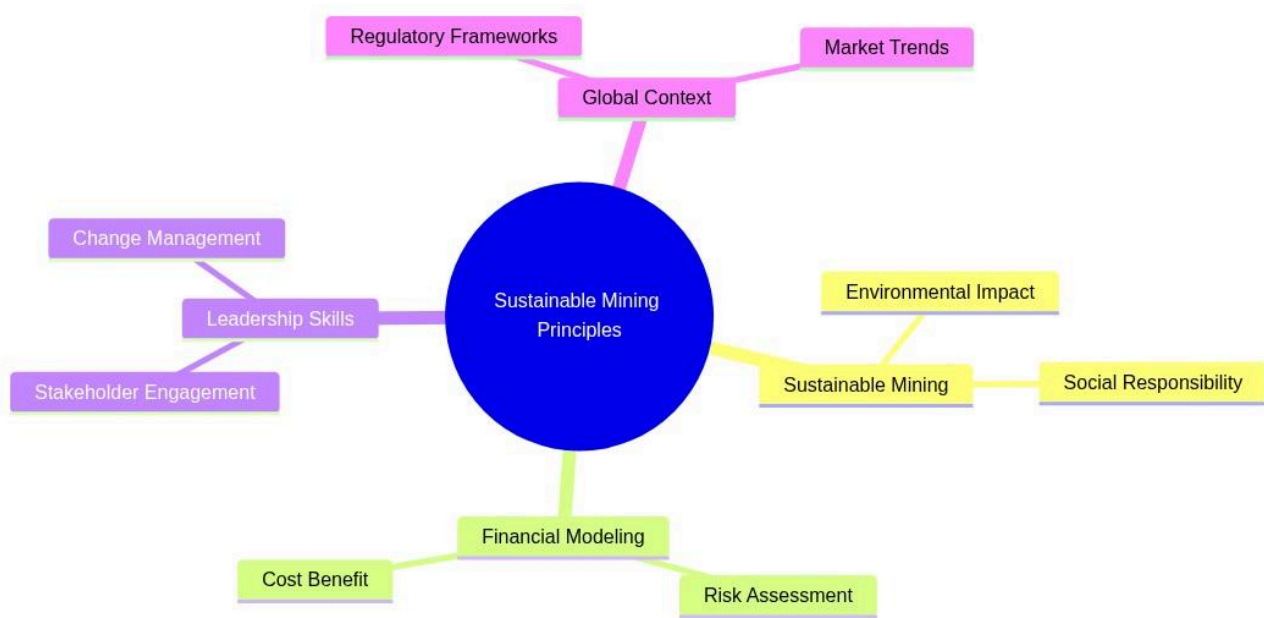 Regulatory Frameworks
Market Trends
Global Context
Change Management
Leadership Skills
Stakeholder Engagement
Sustainable Mining
Principles
Environmental Impact
Sustainable Mining
Social Responsibility
Financial Modeling
Cost Benefit
Risk Assessment